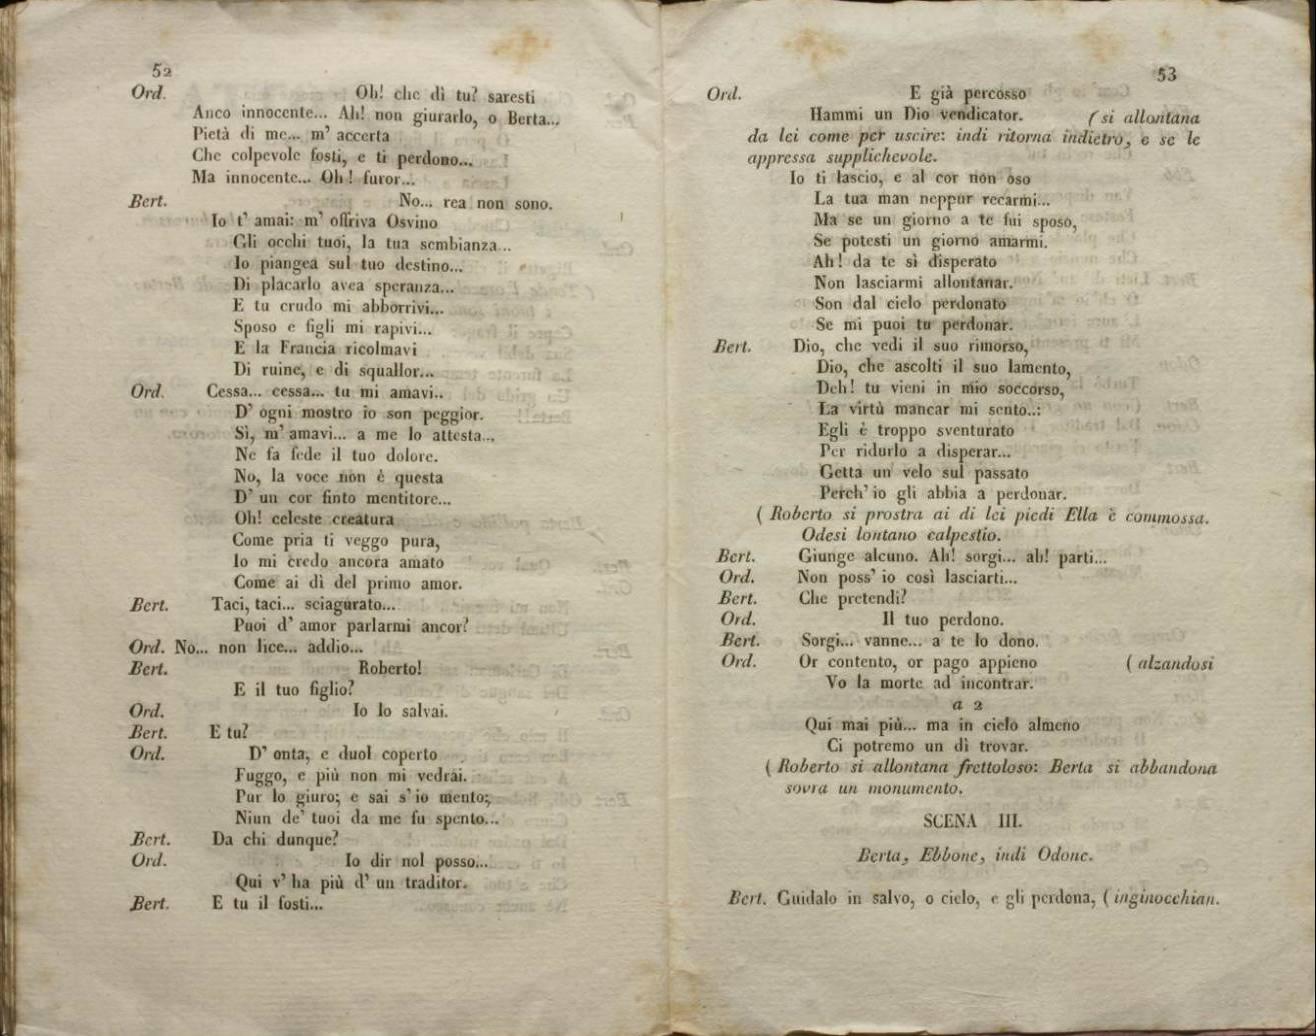 52
Ord. Oh! che dì tu? saresti
Anco innocente... Ah! non giurarlo, o Berta...
Pietà di me... m' accerta
Che colpevole fosti, e ti perdono...
Ma innocente... Oh! furor...
Bert. No... rea non sono.
Io t' amai: m' offriva Osvino
Gli occhi tuoi, la tua sembianza...
Io piangea sul tuo destino...
Di placarlo avea speranza...
E tu crudo mi abborrivi...
Sposo e figli mi rapivi...
E la Francia ricolmavi
Di ruine, e di squallor...
Ord. Cessa... cessa... tu mi amavi..
D' ogni mostro io son peggior.
Sì, m' amavi... a me lo attesta...
Ne fa fede il tuo dolore.
No, la voce non è questa
D' un cor finto mentitore...
Oh! celeste creatura
Come pria ti veggo pura,
Io mi credo ancora amato
Come ai dì del primo amor.
Bert. Taci, taci... sciagurato...
Puoi d' amor parlarmi ancor?
Ord. No... non lice... addio...
Bert. Roberto!
E il tuo figlio?
Ord. Io lo salvai.
Bert. E tu?
Ord. D' onta, e duol coperto
Fuggo, e più non mi vedrai.
Pur lo giuro; e sai s' io mento;
Niun de' tuoi da me fu spento...
Bert. Da chi dunque?
Ord. Io dir nol posso...
Qui v' ha più d' un traditor.
Bert. E tu il fosti...
53
Ord. E già percosso
Hammi un Dio vendicator. ( si allontana
da lei come per uscire: indi ritorna indietro, e se le
appressa supplichevole.
Io ti lascio, e al cor non oso
La tua man neppur recarmi...
Ma se un giorno a te fui sposo,
Se potesti un giorno amarmi.
Ah! da te sì disperato
Non lasciarmi allontanar.
Son dal cielo perdonato
Se mi puoi tu perdonar.
Bert. Dio, che vedi il suo rimorso,
Dio, che ascolti il suo lamento,
Deh! tu vieni in mio soccorso,
La virtù mancar mi sento..:
Egli è troppo sventurato
Per ridurlo a disperar...
Getta un velo sul passato
Perch' io gli abbia a perdonar.
( Roberto si prostra ai di lei piedi Ella è commossa.
Odesi lontano calpestio.
Bert. Giunge alcuno. Ah! sorgi... ah! parti...
Ord. Non poss' io così lasciarti...
Bert. Che pretendi?
Ord. Il tuo perdono.
Bert. Sorgi... vanne... a te lo dono.
Ord. Or contento, or pago appieno ( alzandosi
Vo la morte ad incontrar.
a 2
Qui mai più... ma in cielo almeno
Ci potremo un dì trovar.
( Roberto si allontana frettoloso: Berta si abbandona
sovra un monumento.
SCENA III.
Berta, Ebbone, indi Odone.
Bert. Guidalo in salvo, o cielo, e gli perdona, ( inginocchian.